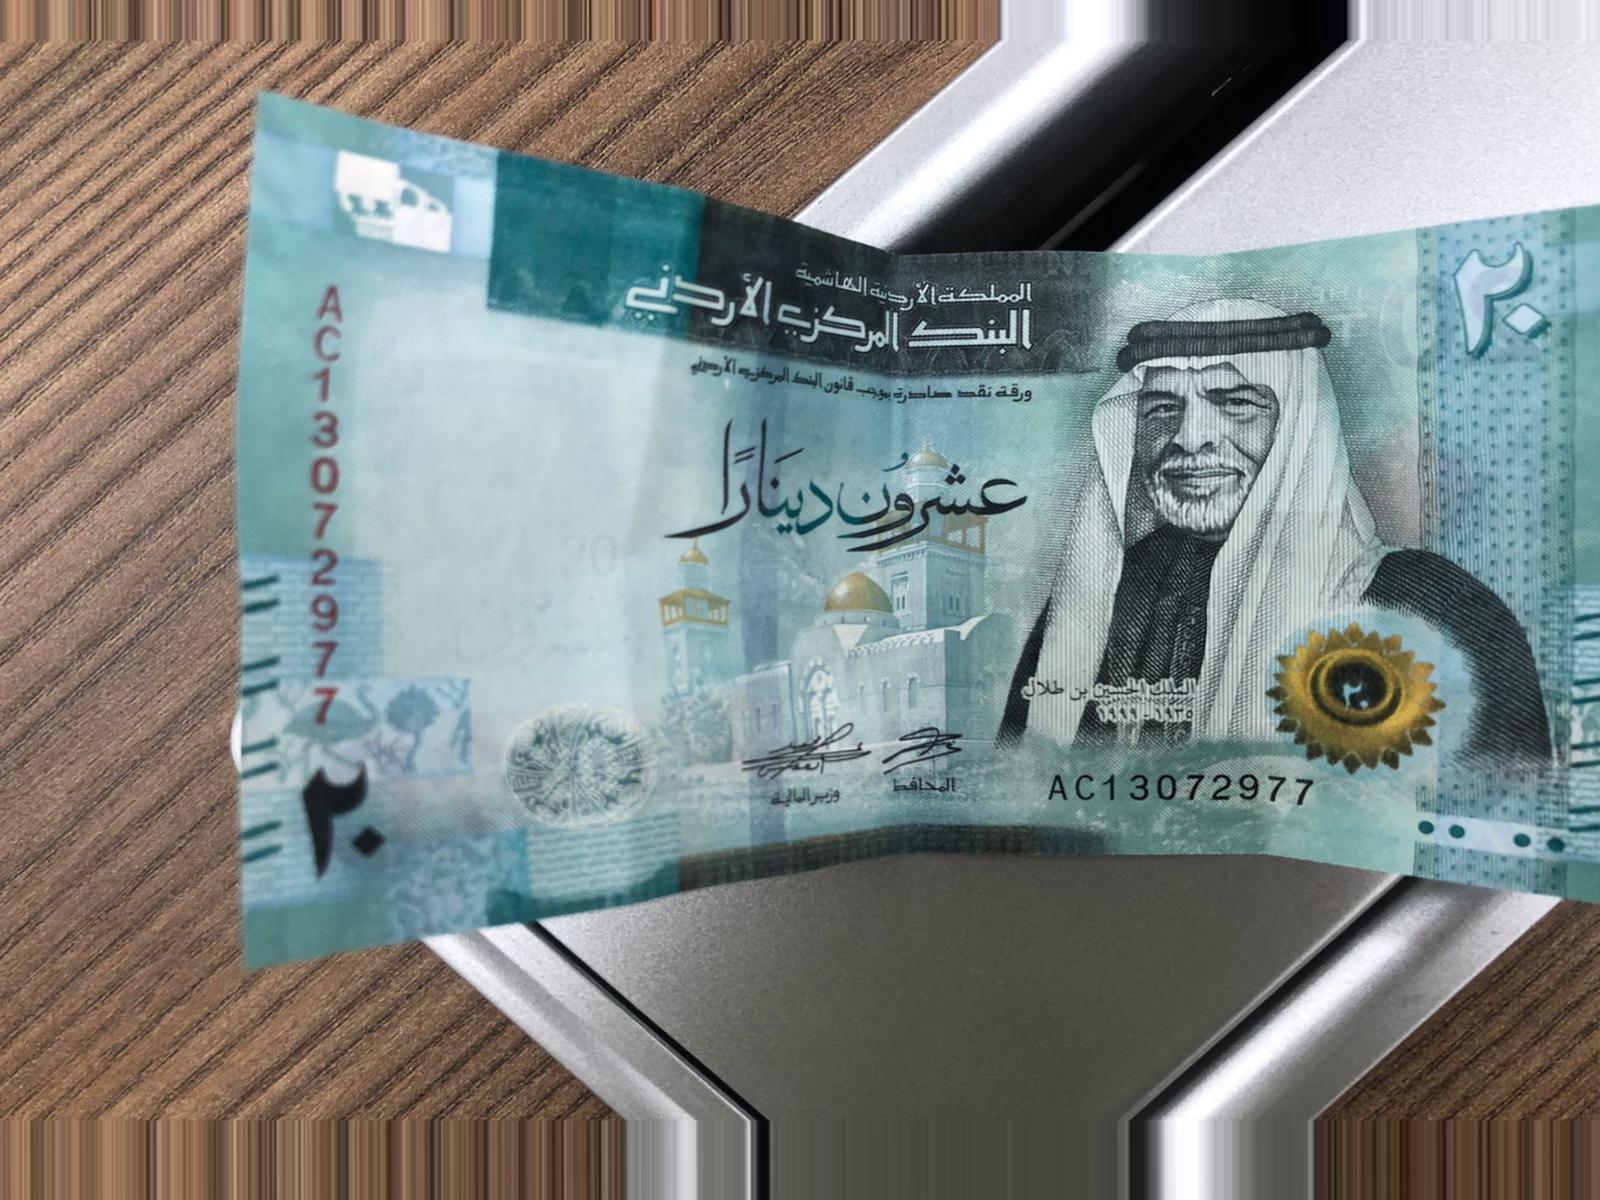 المملكة الأردنية الهاشمية
البنك المركزي الأردني
ورقة نقد صادرة بموجب قانون البنك المركزي الأردني
عشرون دينارًا
٢٠
AC13072977
الملك الحسين بن طلال
١٩٣٥ - ١٩٩٩
المحافظ
وزير المالية
AC13072977
٢٠